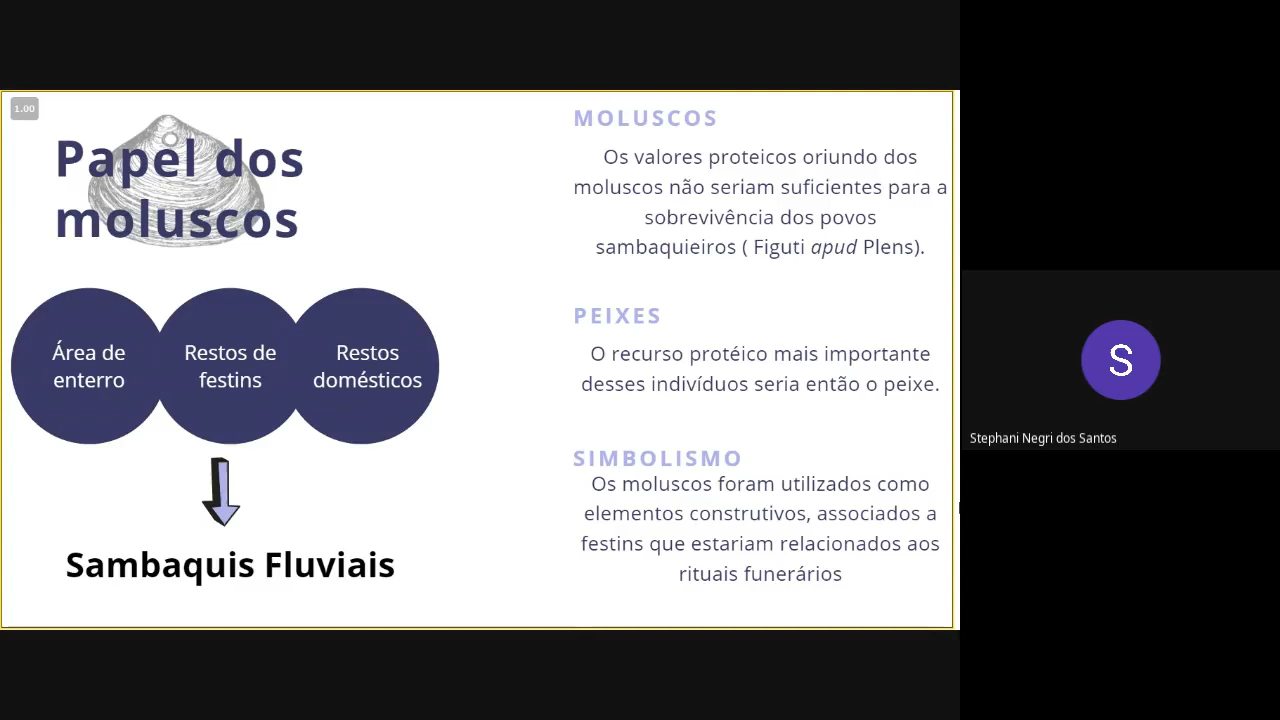 1.00
Papel dos
moluscos
Área de
enterro
Restos de
festins
Restos
domésticos
Sambaquis Fluviais
MOLUSCOS
Os valores proteicos oriundo dos
moluscos não seriam suficientes para a
sobrevivência dos povos
sambaquieiros ( Figuti apud Plens).
PEIXES
O recurso protéico mais importante
desses indivíduos seria então o peixe.
SIMBOLISMO
Os moluscos foram utilizados como
elementos construtivos, associados a
festins que estariam relacionados aos
rituais funerários
S
Stephani Negri dos Santos